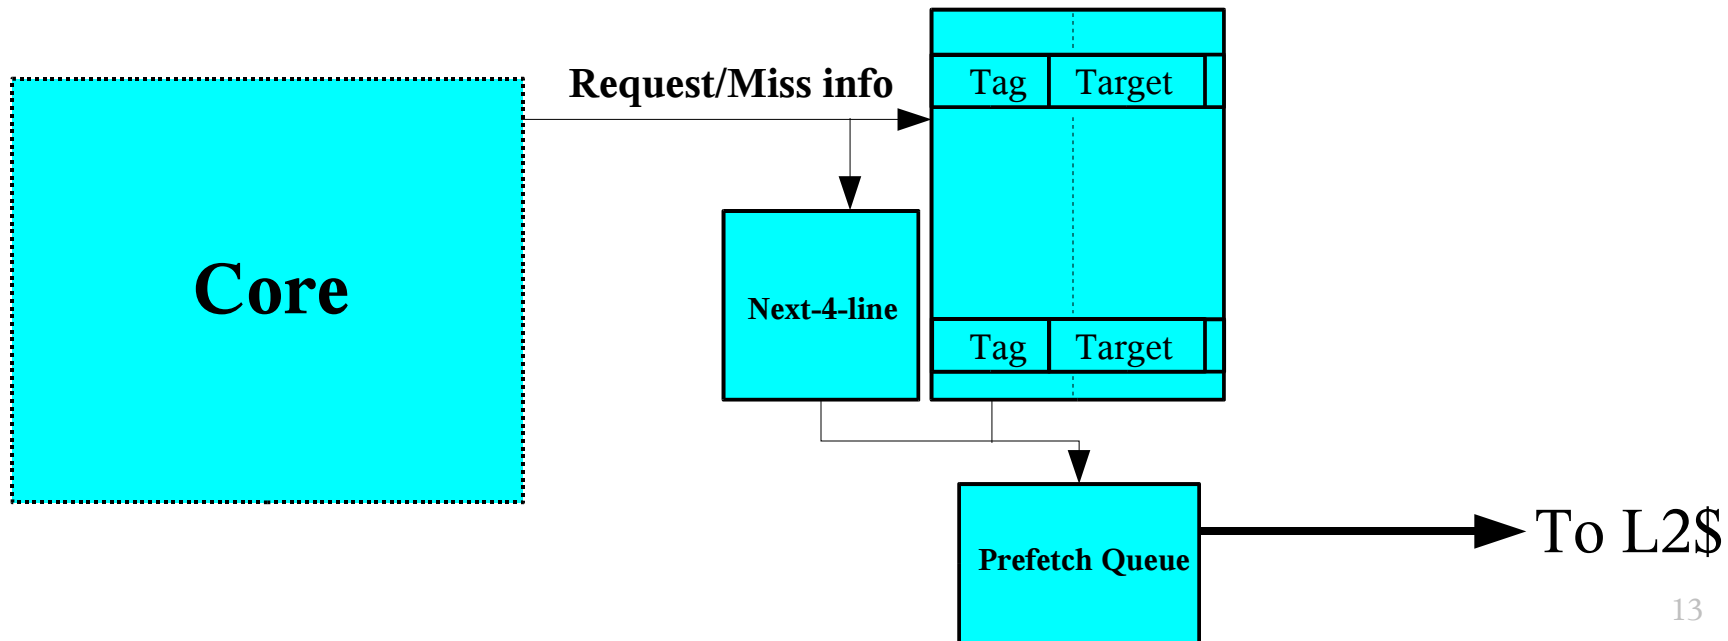 Request/Miss info
Tag Target
Core
Next-4-line
Tag Target
Prefetch Queue
To L2$
13